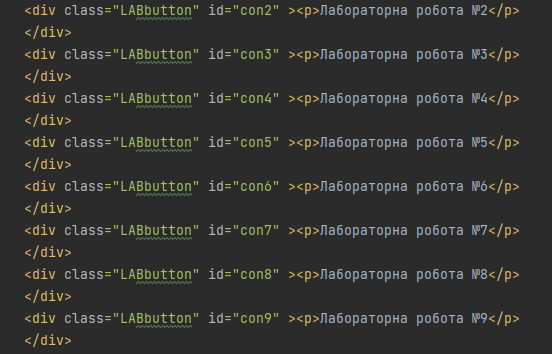 <div class="LABbutton" id="con2" ><p>Лабораторна робота №2</p>
</div>
<div class="LABbutton" id="con3" ><p>Лабораторна робота №3</p>
</div>
<div class="LABbutton" id="con4" ><p>Лабораторна робота №4</p>
</div>
<div class="LABbutton" id="con5" ><p>Лабораторна робота №5</p>
</div>
<div class="LABbutton" id="con6" ><p>Лабораторна робота №6</p>
</div>
<div class="LABbutton" id="con7" ><p>Лабораторна робота №7</p>
</div>
<div class="LABbutton" id="con8" ><p>Лабораторна робота №8</p>
</div>
<div class="LABbutton" id="con9" ><p>Лабораторна робота №9</p>
</div>